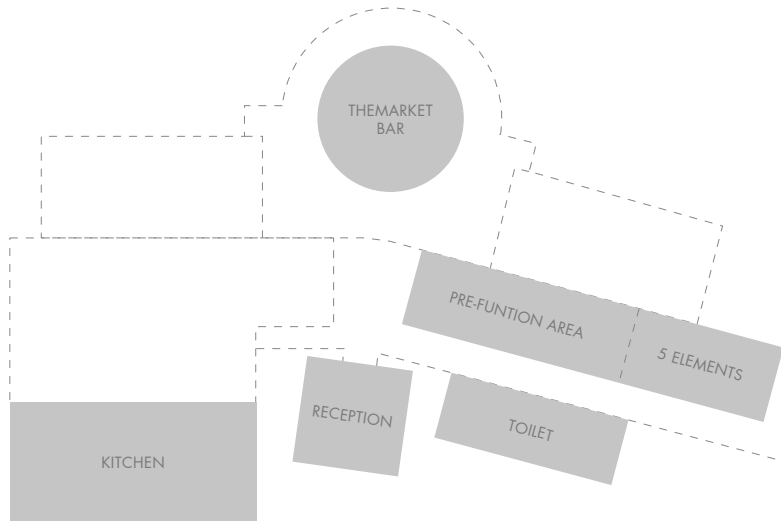 THEMARKET
BAR
PRE-FUNTION AREA
5 ELEMENTS
RECEPTION
TOILET
KITCHEN